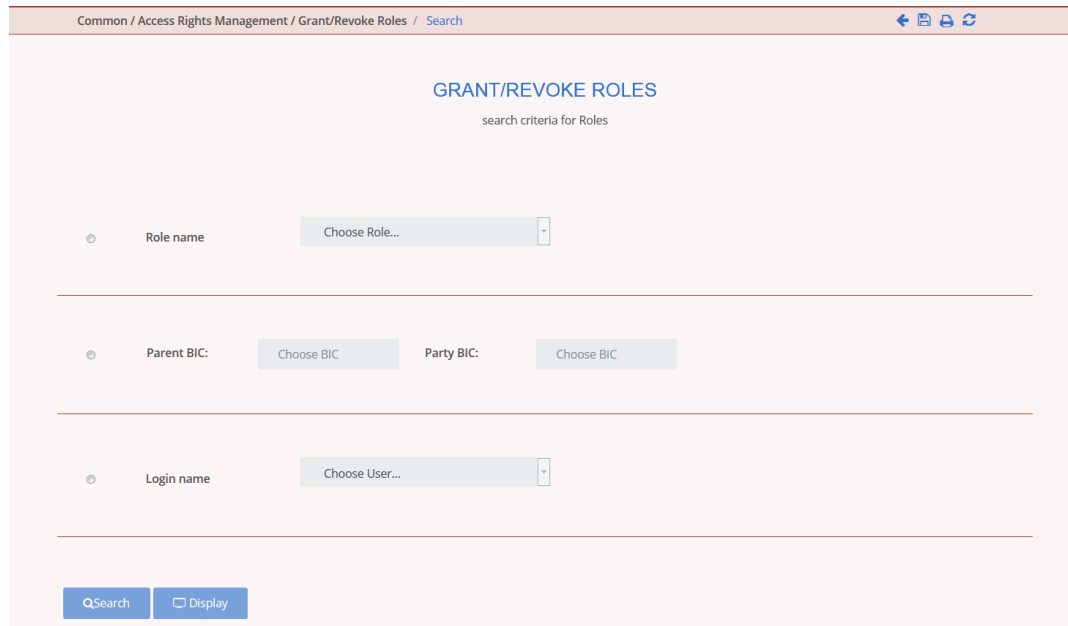 Common / Access Rights Management / Grant/Revoke Roles / Search
GRANT/REVOKE ROLES
search criteria for Roles
Role name Choose Role...
Parent BIC: Choose BIC Party BIC: Choose BIC
Login name Choose User...
Search Display